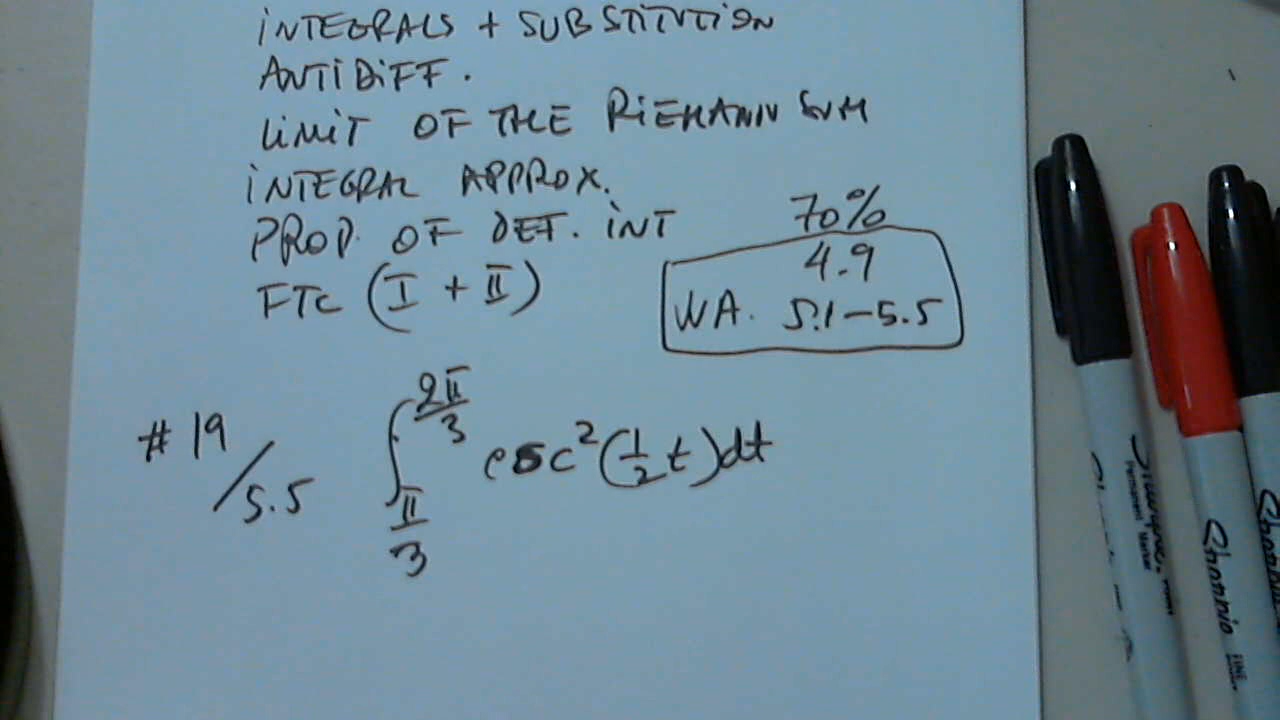 INTEGRALS + SUBSTITUTION
ANTIDIFF.
LIMIT OF THE RIEMANN SUM
INTEGRAL APPROX.
PROP. OF DEF. INT
FTC (I + II)
70%
4.9
WA. 5.1-5.5
#19/5.5 ∫_{π/3}^{2π/3} csc²(½t)dt